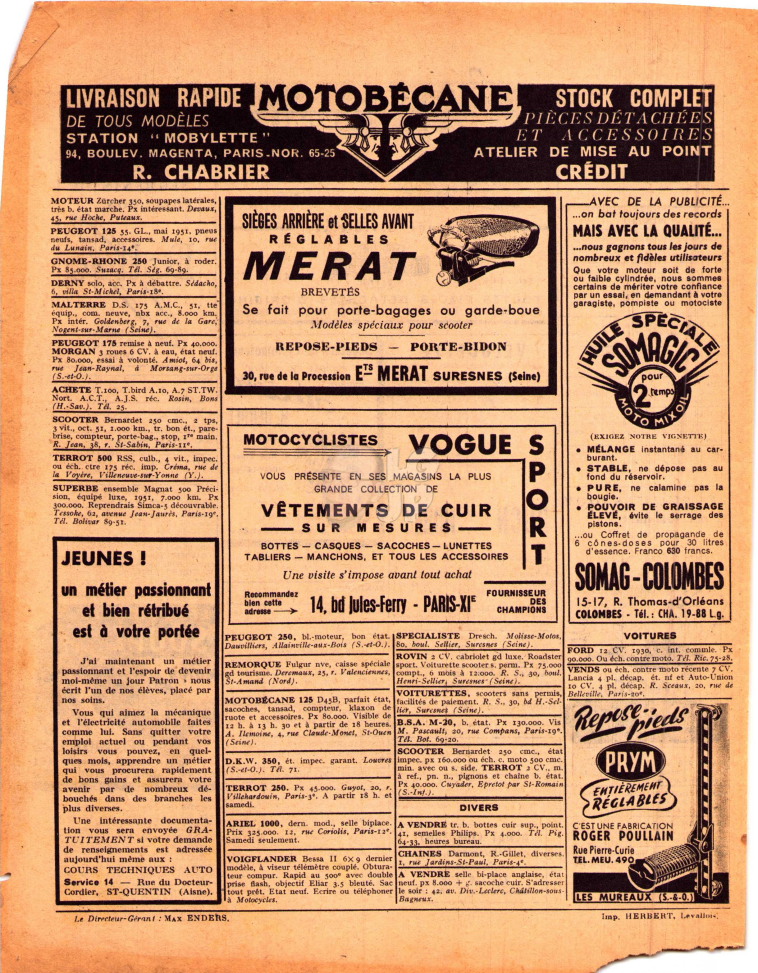 LIVRAISON RAPIDE
DE TOUS MODÈLES
STATION "MOBYLETTE"
94, BOULEV. MAGENTA, PARIS-NOR. 65-25
R. CHABRIER
MOTOBÉCANE
STOCK COMPLET
PIÈCES DÉTACHÉES
ET ACCESSOIRES
ATELIER DE MISE AU POINT
CRÉDIT
MOTEUR Zürcher 350, soupapes latérales,
très b. état marche. Px intéressant. Devaux,
45, rue Hoche, Puteaux.
PEUGEOT 125 55. GL., mai 1951, pneus
neufs, tansad, accessoires. Mule, 10, rue
du Lunain, Paris-14e.
GNOME-RHONE 250 Junior, à roder.
Px 85.000. Suzacq. Tél. Ség. 69-89.
DERNY solo, acc. Px à débattre. Sédacho,
6, villa St-Michel, Paris-18e.
MALTERRE D.S. 175 A.M.C., 51, tte
équip., com. neuve, nbx acc., 8.000 km,
Px intér. Goldenberg, 7, rue de la Gare,
Nogent-sur-Marne (Seine).
PEUGEOT 175 remise à neuf. Px 40.000.
MORGAN 3 roues 6 CV. à eau, état neuf.
Px 80.000, essai à volonté. Amiot, 64 bis,
rue Jean-Raynal, à Morsang-sur-Orge
(S.-et-O.).
ACHETE T.100, T.bird A.10, A.7 ST.TW.
Nort. A.C.T., A.J.S. réc. Rosin, Bons
(H.-Sav.). Tél. 25.
SCOOTER Bernardet 250 cmc., 2 tps,
3 vit., oct. 51, 1.000 km., tr. bon ét., pare-
brise, compteur, porte-bag., stop, 1re main.
R. Jean, 38, r. St-Sabin, Paris-11e.
TERROT 500 RSS, culb., 4 vit., impec.
ou éch. ctre 175 réc. imp. Créma, rue de
la Voyère, Villeneuve-sur-Yonne (Y.).
SUPERBE ensemble Magnat 500 Préci-
sion, équipé luxe, 1951, 7.000 km. Px
300.000. Reprendrais Simca-5 découvrable.
Tessohe, 62, avenue Jean-Jaurès, Paris-19e.
Tél. Bolivar 89-51.
JEUNES !
un métier passionnant
et bien rétribué
est à votre portée
J'ai maintenant un métier
passionnant et l'espoir de devenir
moi-même un jour Patron » nous
écrit l'un de nos élèves, placé par
nos soins.
Vous qui aimez la mécanique
et l'électricité automobile faites
comme lui. Sans quitter votre
emploi actuel ou pendant vos
loisirs vous pouvez, en quel-
ques mois, apprendre un métier
qui vous procurera rapidement
de bons gains et assurera votre
avenir par de nombreux dé-
bouchés dans des branches les
plus diverses.
Une intéressante documenta-
tion vous sera envoyée GRA-
TUITEMENT si votre demande
de renseignements est adressée
aujourd'hui même aux :
COURS TECHNIQUES AUTO
Service 14 — Rue du Docteur-
Cordier, ST-QUENTIN (Aisne).
SIÈGES ARRIÈRE et SELLES AVANT
RÉGLABLES
MERAT
BREVETÉS
Se fait pour porte-bagages ou garde-boue
Modèles spéciaux pour scooter
REPOSE-PIEDS — PORTE-BIDON
30, rue de la Procession ETS MERAT SURESNES (Seine)
MOTOCYCLISTES VOGUE SPORT
VOUS PRÉSENTE EN SES MAGASINS LA PLUS
GRANDE COLLECTION DE
VÊTEMENTS DE CUIR
— SUR MESURES —
BOTTES — CASQUES — SACOCHES — LUNETTES
TABLIERS — MANCHONS, ET TOUS LES ACCESSOIRES
Une visite s'impose avant tout achat
Recommandez
bien cette
adresse
14, bd Jules-Ferry - PARIS-XIE
FOURNISSEUR
DES
CHAMPIONS
PEUGEOT 250, bl.-moteur, bon état.
Dauvilliers, Allainville-aux-Bois (S.-et-O.).
REMORQUE Fulgur nve, caisse spéciale
gd tourisme. Deremaux, 25, r. Valenciennes,
St-Amand (Nord).
MOTOBÉCANE 125 D45B, parfait état,
sacoches, tansad, compteur, klaxon de
route et accessoires. Px 80.000. Visible de
12 h. à 13 h. 30 et à partir de 18 heures.
A. Ilemoine, 4, rue Claude-Monet, St-Ouen
(Seine).
D.K.W. 350, ét. impec. garant. Louvres
(S.-et-O.). Tél. 71.
TERROT 250. Px 45.000. Guyot, 20, r.
Villehardouin, Paris-3e. A partir 18 h. et
samedi.
ARIEL 1000, dern. mod., selle biplace.
Prix 325.000. 12, rue Coriolis, Paris-12e.
Samedi seulement.
VOIGFLANDER Bessa II 6×9 dernier
modèle, à viseur télémètre couplé. Obtura-
teur compur. Rapid au 500e avec double
prise flash, objectif Eliar 3.5 bleuté. Sac
tout prêt. Etat neuf. Ecrire ou téléphoner
à Motocycles.
SPECIALISTE Dresch. Molisse-Motos,
80, boul. Sellier, Suresnes (Seine).
ROVIN 2 CV., cabriolet gd luxe. Roadster
sport. Voiturette scooter s. perm. Px 75.000
compt., 6 mois à 12.000. R. S., 30, boul.
Henri-Sellier, Suresnes (Seine).
VOITURETTES, scooters sans permis,
facilités de paiement. R. S., 30, bd H.-Sel-
lier, Suresnes (Seine).
B.S.A. M-20, b. état. Px 130.000. Vis
M. Pascault, 20, rue Compans, Paris-19e.
Tél. Bot. 69-20.
SCOOTER Bernardet 250 cmc., état
impec. px 160.000 ou éch. c. moto 500 cmc.
min. avec ou s. side. TERROT 2 CV., m.
à ref., pn. n., pignons et chaîne b. état.
Px 40.000. Cuyader, Epretot par St-Romain
(S.-Inf.).
DIVERS
A VENDRE tr. b. bottes cuir sup., point.
41, semelles Philips. Px 4.000. Tél. Pig.
64-33, heures bureau.
CHAINES Darmont, R.-Gillet, diverses.
1, rue Jardins-St-Paul, Paris-4e.
A VENDRE selle bi-place anglaise, état
neuf. px 8.000 + g. sacoche cuir. S'adresser
le soir : 42, av. Div.-Leclerc, Châtillon-sous-
Bagneux.
AVEC DE LA PUBLICITÉ...
...on bat toujours des records
MAIS AVEC LA QUALITÉ...
...nous gagnons tous les jours de
nombreux et fidèles utilisateurs
Que votre moteur soit de forte
ou faible cylindrée, nous sommes
certains de mériter votre confiance
par un essai, en demandant à votre
garagiste, pompiste ou motociste
HUILE SPÉCIALE
SOMAGIC
pour
2 temps
MOTO MIXOIL
(EXIGEZ NOTRE VIGNETTE)
• MÉLANGE instantané au car-
burant.
• STABLE, ne dépose pas au
fond du réservoir.
• PURE, ne calamine pas la
bougie.
• POUVOIR DE GRAISSAGE
ÉLEVÉ, évite le serrage des
pistons.
...ou Coffret de propagande de
6 cônes-doses pour 30 litres
d'essence. Franco 630 francs.
SOMAG-COLOMBES
15-17, R. Thomas-d'Orléans
COLOMBES - Tél. : CHA. 19-88 L.g.
VOITURES
FORD 12 CV. 1930, c. int. commle. Px
90.000. Ou éch. contre moto. Tél. Ric. 75-28.
VENDS ou éch. contre moto récente 7 CV.
Lancia 4 pl. décap. ét. nf et Auto-Union
10 CV. 4 pl. décap. R. Sceaux, 20, rue de
Belleville, Paris-20e.
Repose-pieds
PRYM
ENTIÈREMENT
RÉGLABLES
C'EST UNE FABRICATION
ROGER POULLAIN
Rue Pierre-Curie
TEL. MEU. 490
LES MUREAUX (S.-&-O.)
Le Directeur-Gérant : MAX ENDERS.
Imp. HERBERT, Levallois.